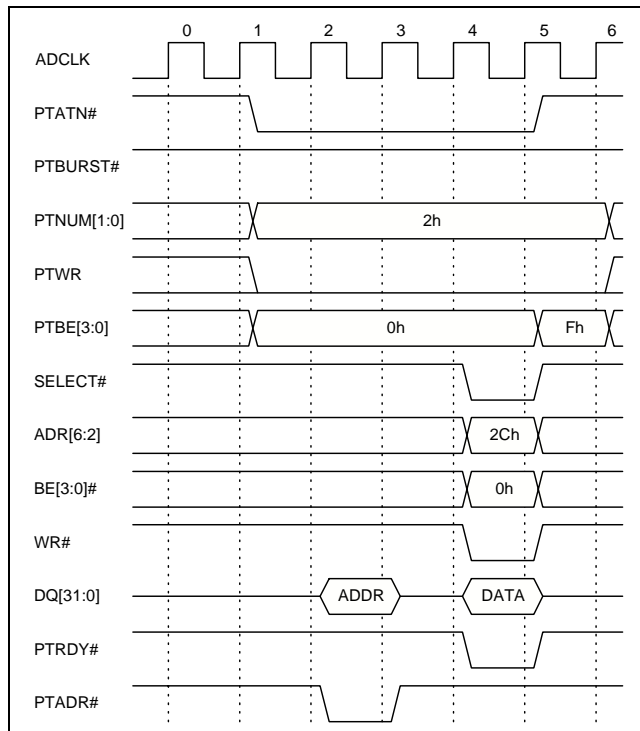 0 1 2 3 4 5 6
ADCLK
PTATN#
PTBURST#
PTNUM[1:0] 2h
PTWR
PTBE[3:0] 0h Fh
SELECT#
ADR[6:2] 2Ch
BE[3:0]# 0h
WR#
DQ[31:0] ADDR DATA
PTRDY#
PTADR#